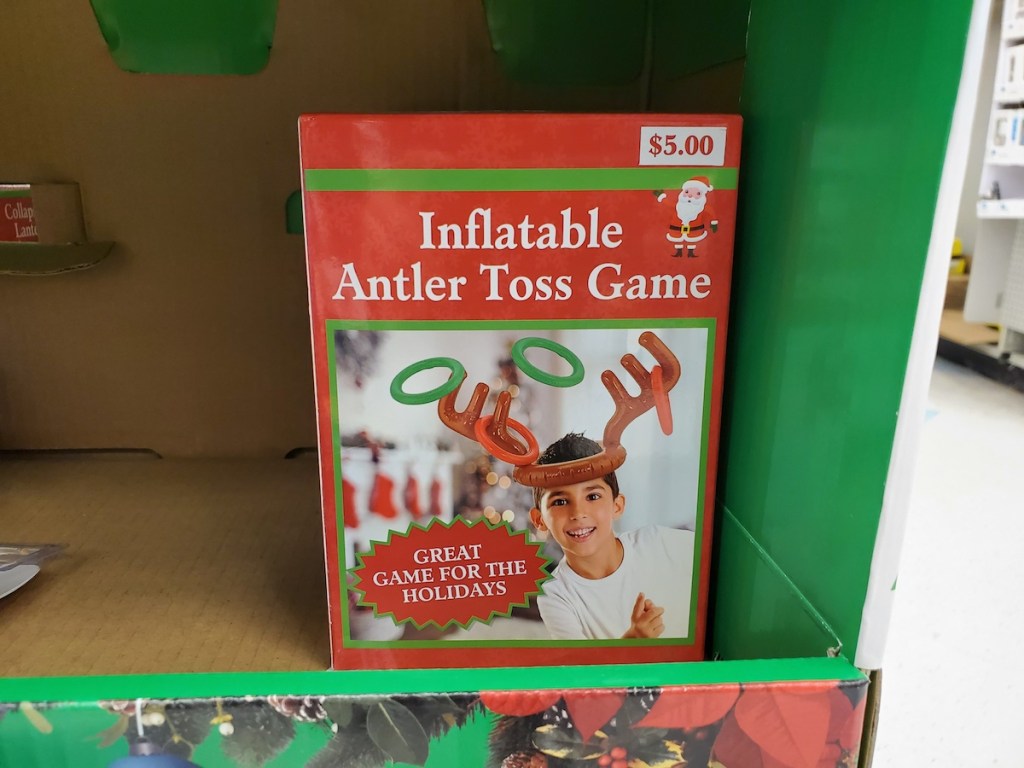 $5.00
Inflatable
Antler Toss Game
GREAT
GAME FOR THE
HOLIDAYS